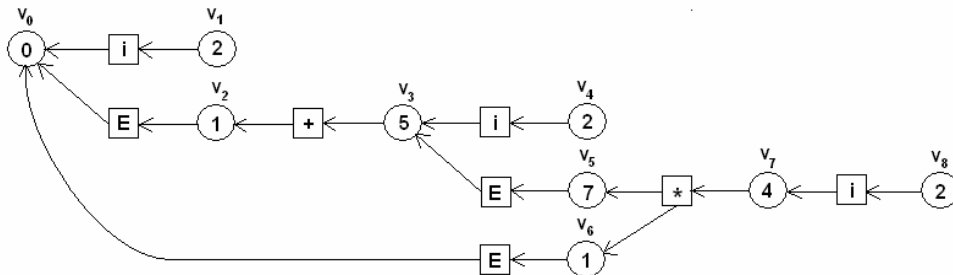 V0 V1
0 i 2
V2 V3 V4
E 1 + 5 i 2
V5 V7 V8
E 7 * 4 i 2
V6
E 1